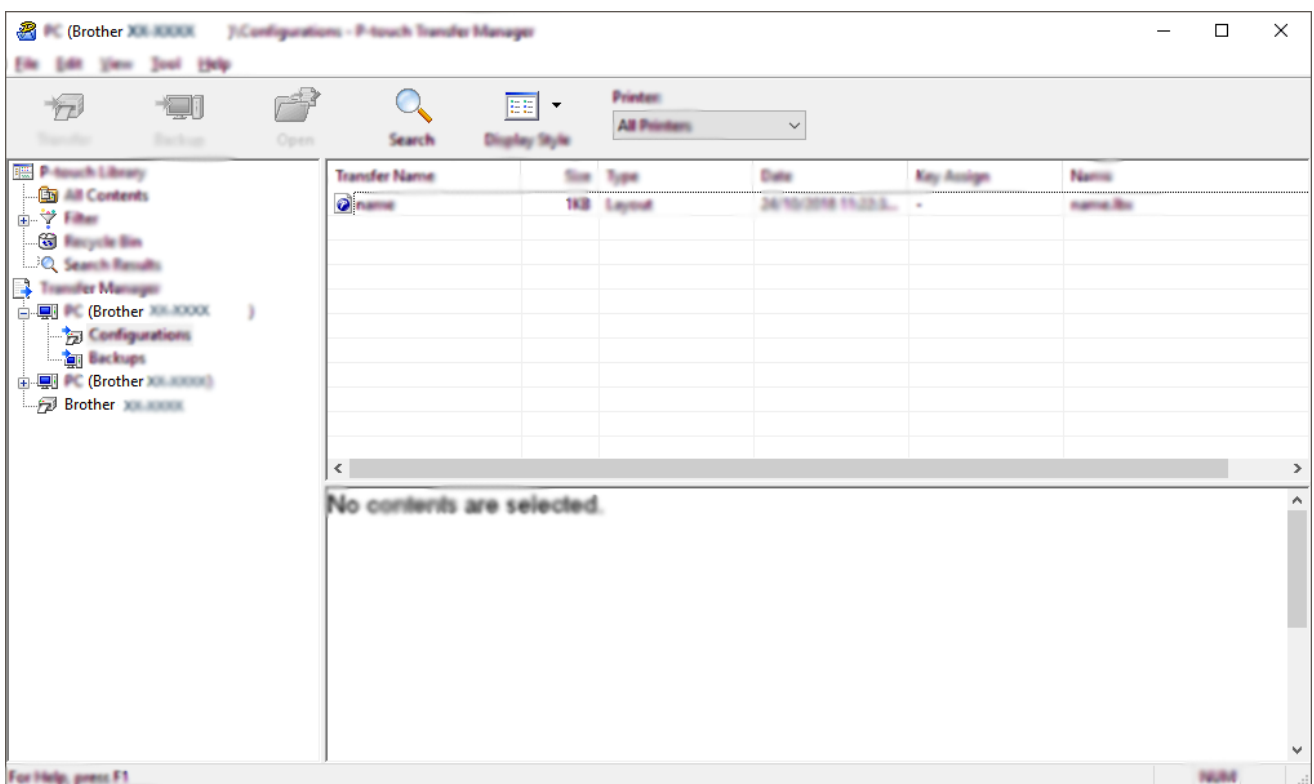 PC (Brother XX-XXXX )\Configurations - P-touch Transfer Manager
File Edit View Tool Help
Transfer Backup Open Search Display Style
Printer:
All Printers
P-touch Library
All Contents
Filter
Recycle Bin
Search Results
Transfer Manager
PC (Brother XX-XXXX )
Configurations
Backups
PC (Brother XX-XXXX)
Brother XX-XXXX
Transfer Name Size Type Date Key Assign Name
name 1KB Layout 24/10/2018 - name.lbx
No contents are selected.
For Help, press F1
NUM